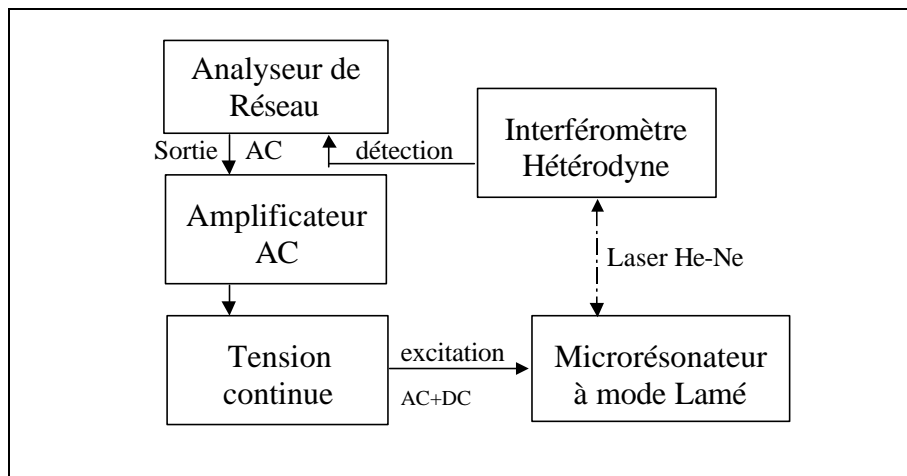 Analyseur de
Réseau
Sortie AC
détection
Interféromètre
Hétérodyne
Amplificateur
AC
Laser He-Ne
Tension
continue
excitation
AC+DC
Microrésonateur
à mode Lamé